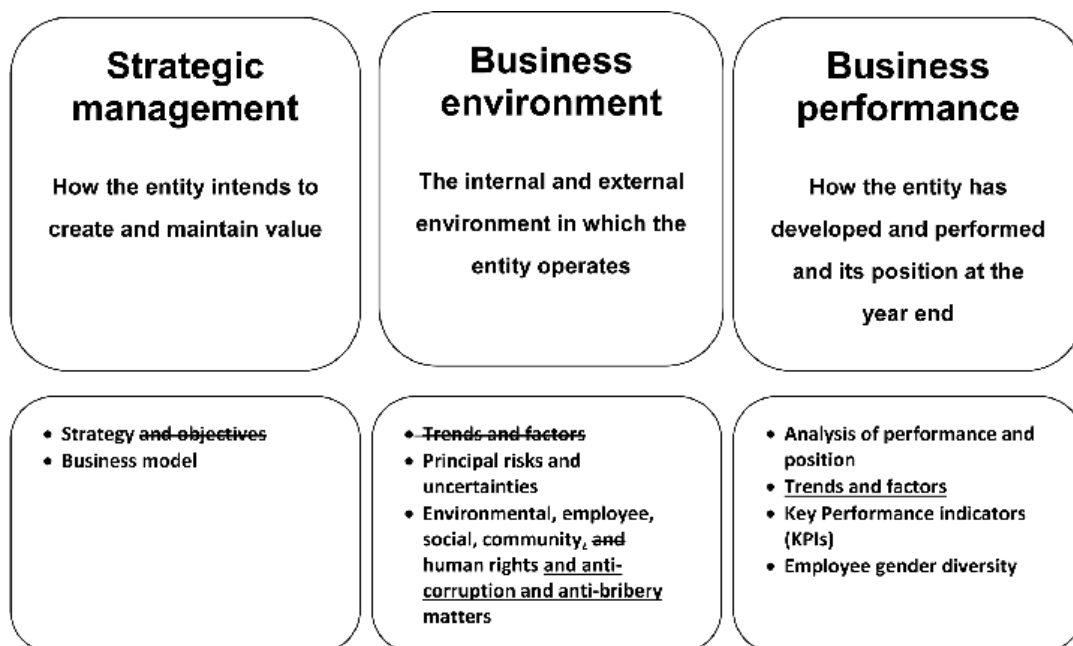 Strategic
management
How the entity intends to
create and maintain value
Business
environment
The internal and external
environment in which the
entity operates
Business
performance
How the entity has
developed and performed
and its position at the
year end
• Strategy and objectives
• Business model
• Trends and factors
• Principal risks and
uncertainties
• Environmental, employee,
social, community, and
human rights and anti-
corruption and anti-bribery
matters
• Analysis of performance and
position
• Trends and factors
• Key Performance indicators
(KPIs)
• Employee gender diversity